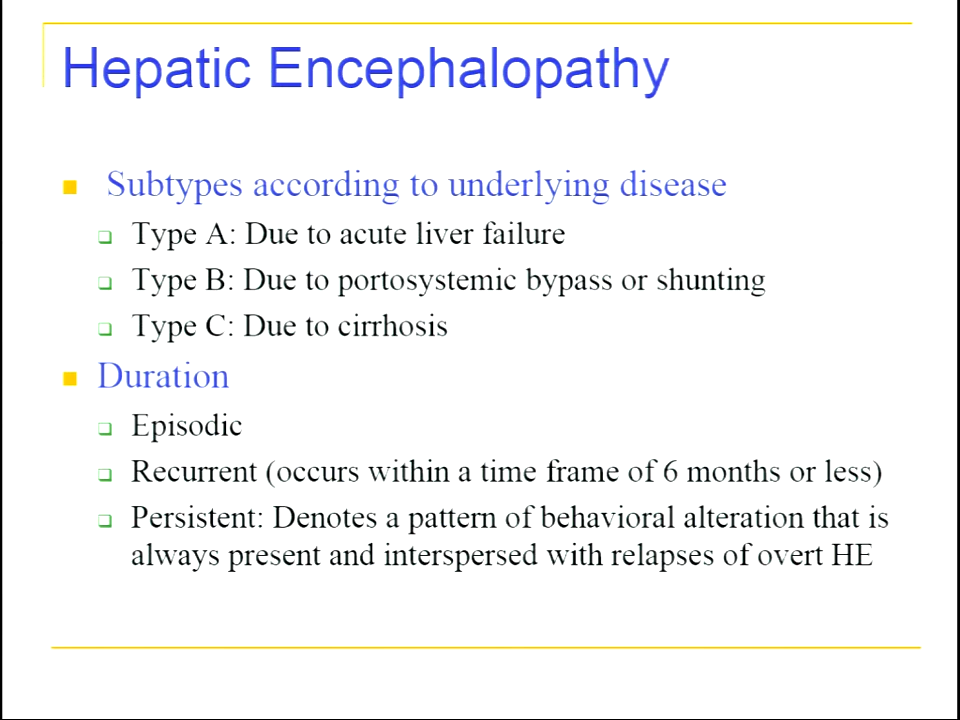 Hepatic Encephalopathy
Subtypes according to underlying disease
Type A: Due to acute liver failure
Type B: Due to portosystemic bypass or shunting
Type C: Due to cirrhosis
Duration
Episodic
Recurrent (occurs within a time frame of 6 months or less)
Persistent: Denotes a pattern of behavioral alteration that is
always present and interspersed with relapses of overt HE